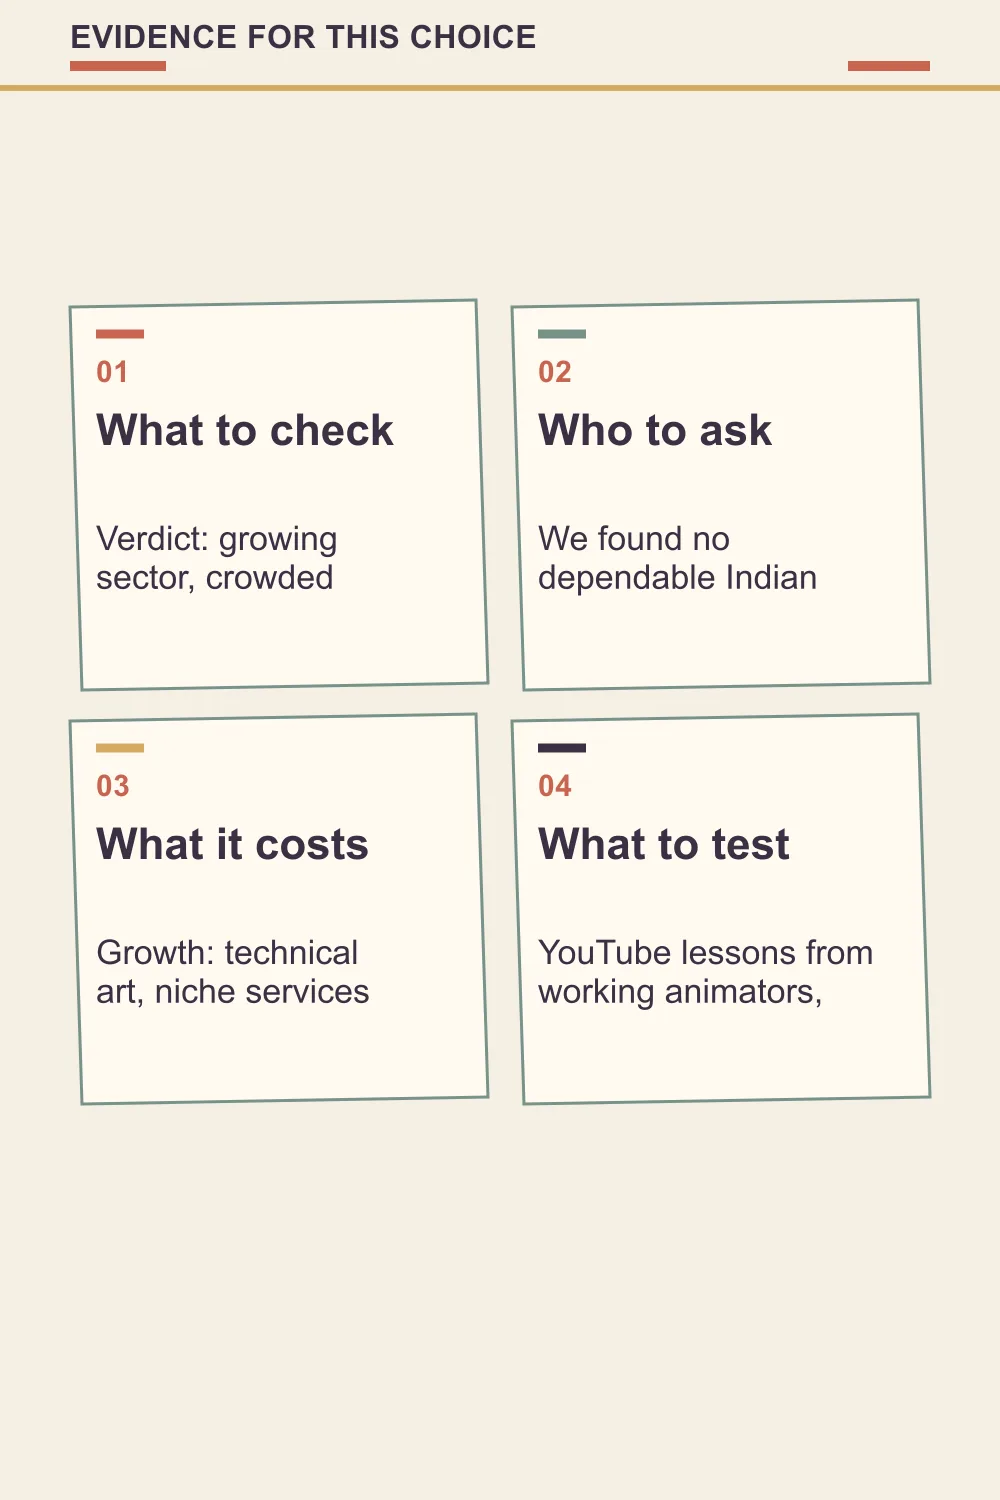 EVIDENCE FOR THIS CHOICE
01
What to check
Verdict: growing
sector, crowded
02
Who to ask
We found no
dependable Indian
03
What it costs
Growth: technical
art, niche services
04
What to test
YouTube lessons from
working animators,